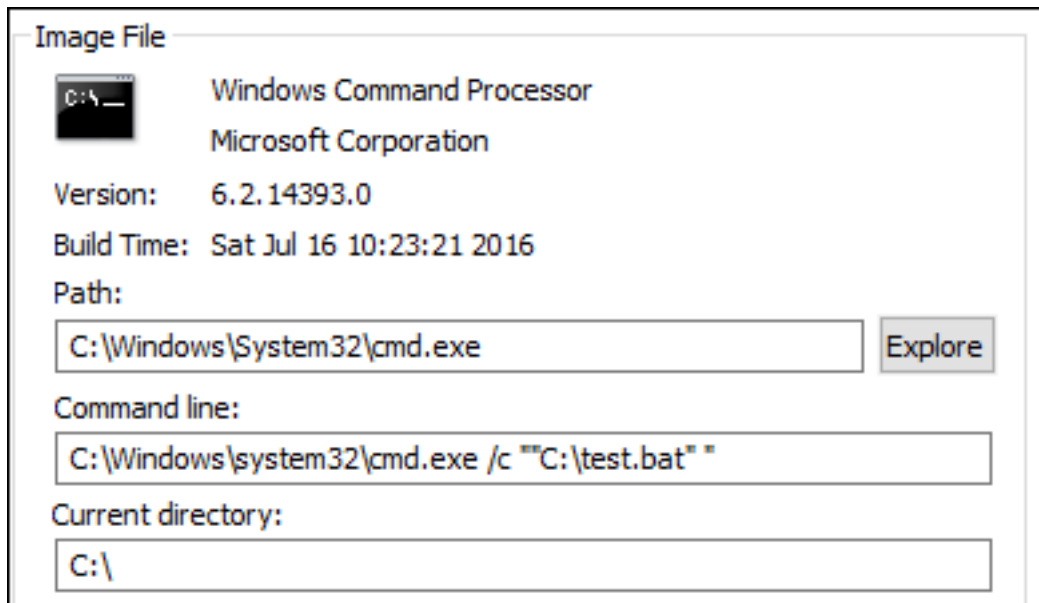 Image File
C:\
Windows Command Processor
Microsoft Corporation
Version: 6.2.14393.0
Build Time: Sat Jul 16 10:23:21 2016
Path:
C:\Windows\System32\cmd.exe Explore
Command line:
C:\Windows\system32\cmd.exe /c ""C:\test.bat" "
Current directory:
C:\